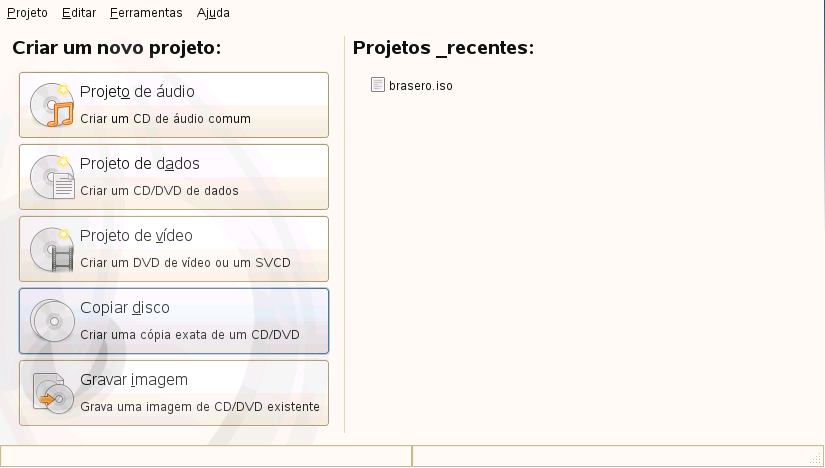 Projeto Editar Ferramentas Ajuda
Criar um novo projeto:
Projeto de áudio
Criar um CD de áudio comum
Projeto de dados
Criar um CD/DVD de dados
Projeto de vídeo
Criar um DVD de vídeo ou um SVCD
Copiar disco
Criar uma cópia exata de um CD/DVD
Gravar imagem
Grava uma imagem de CD/DVD existente
Projetos _recentes:
brasero.iso